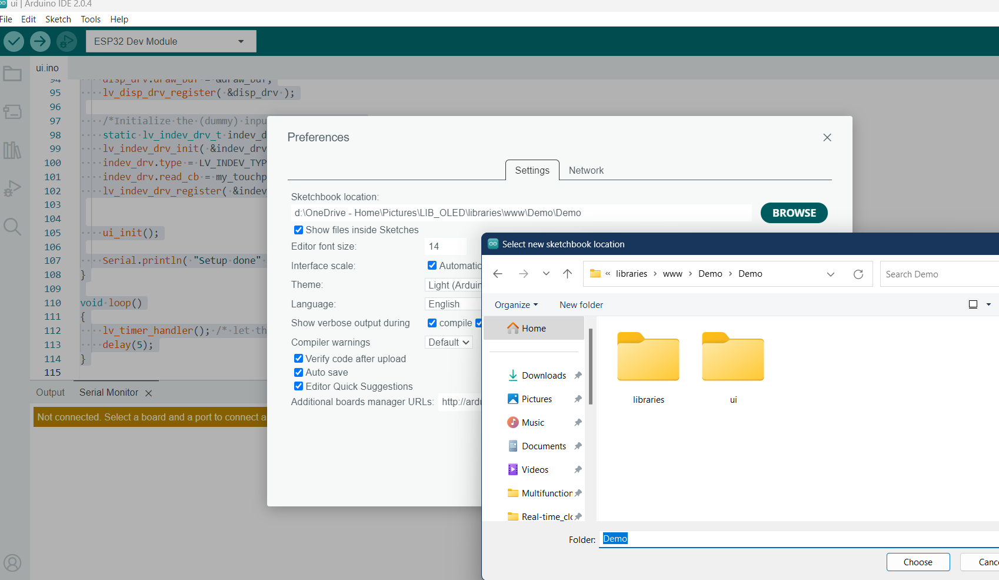 ui | Arduino IDE 2.0.4
File Edit Sketch Tools Help
ESP32 Dev Module
ui.ino
94 disp_drv.draw_buf = &draw_buf;
95 lv_disp_drv_register( &disp_drv );
96
97 /*Initialize the (dummy) inpu
98 static lv_indev_drv_t indev_d
99 lv_indev_drv_init( &indev_drv
100 indev_drv.type = LV_INDEV_TYP
101 indev_drv.read_cb = my_touchp
102 lv_indev_drv_register( &indev
103
104
105 ui_init();
106
107 Serial.println( "Setup done"
108 }
109
110 void loop()
111 {
112 lv_timer_handler(); /* let th
113 delay(5);
114 }
115
Output Serial Monitor
Not connected. Select a board and a port to connect a
Preferences
Settings Network
Sketchbook location:
d:\OneDrive - Home\Pictures\LIB_OLED\libraries\www\Demo\Demo
BROWSE
Show files inside Sketches
Editor font size: 14
Interface scale: Automatic
Theme: Light (Arduin
Language: English
Show verbose output during compile
Compiler warnings Default
Verify code after upload
Auto save
Editor Quick Suggestions
Additional boards manager URLs: http://ardu
Select new sketchbook location
« libraries > www > Demo > Demo
Search Demo
Organize New folder
Home
Downloads
Pictures
Music
Documents
Videos
Multifunction
Real-time_clo
libraries
ui
Folder: Demo
Choose Canc